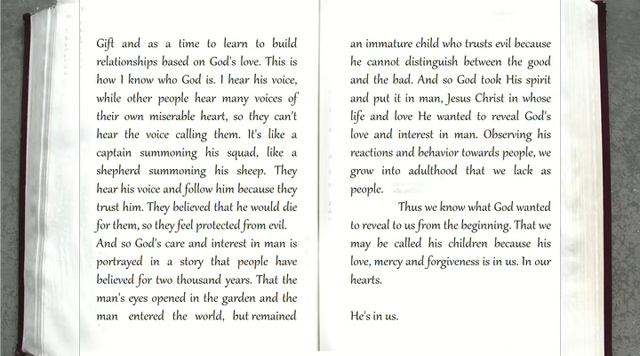 Gift and as a time to learn to build
relationships based on God's love. This is
how I know who God is. I hear his voice,
while other people hear many voices of
their own miserable heart, so they can't
hear the voice calling them. It's like a
captain summoning his squad, like a
shepherd summoning his sheep. They
hear his voice and follow him because they
trust him. They believed that he would die
for them, so they feel protected from evil.
And so God's care and interest in man is
portrayed in a story that people have
believed for two thousand years. That the
man's eyes opened in the garden and the
man entered the world, but remained
an immature child who trusts evil because
he cannot distinguish between the good
and the bad. And so God took His spirit
and put it in man, Jesus Christ in whose
life and love He wanted to reveal God's
love and interest in man. Observing his
reactions and behavior towards people, we
grow into adulthood that we lack as
people.
Thus we know what God wanted
to reveal to us from the beginning. That we
may be called his children because his
love, mercy and forgiveness is in us. In our
hearts.
He's in us.